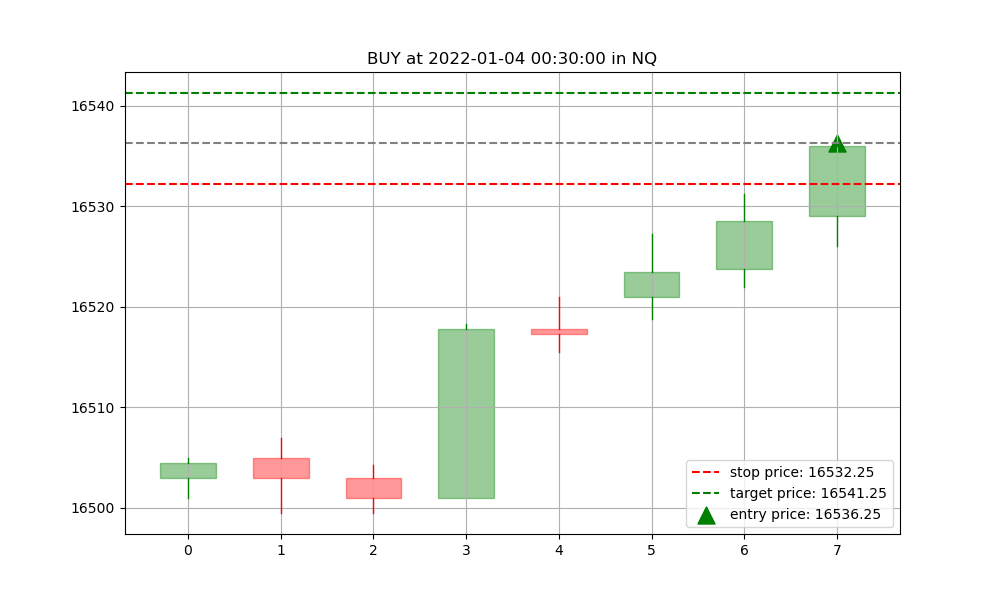 BUY at 2022-01-04 00:30:00 in NQ
16540
16530
16520
16510
16500
stop price: 16532.25
target price: 16541.25
entry price: 16536.25
0 1 2 3 4 5 6 7